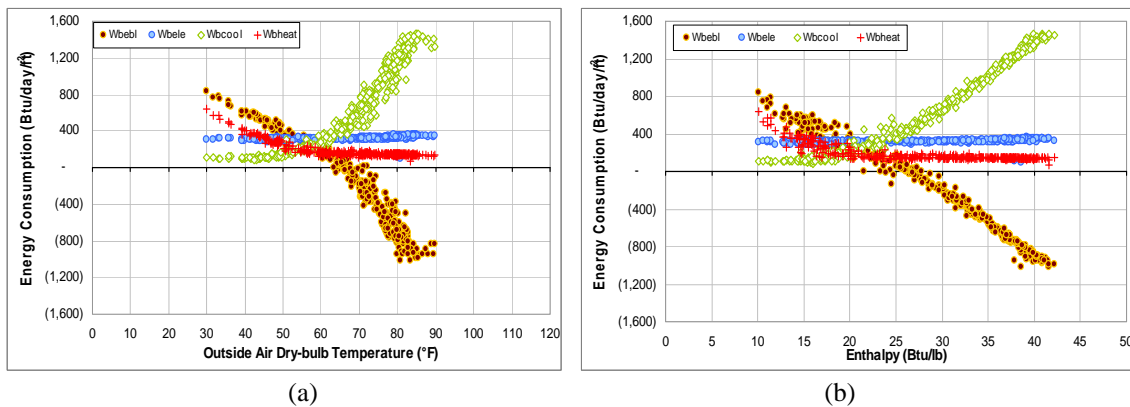 1,600
1,200
800
400
-
(400)
(800)
(1,200)
(1,600)
Energy Consumption (Btu/day/ft²)
Wbebl Wbele Wbcool Wbheat
0 10 20 30 40 50 60 70 80 90 100 110 120
Outside Air Dry-bulb Temperature (°F)
(a)
1,600
1,200
800
400
-
(400)
(800)
(1,200)
(1,600)
Energy Consumption (Btu/day/ft²)
Wbebl Wbele Wbcool Wbheat
0 5 10 15 20 25 30 35 40 45 50
Enthalpy (Btu/lb)
(b)